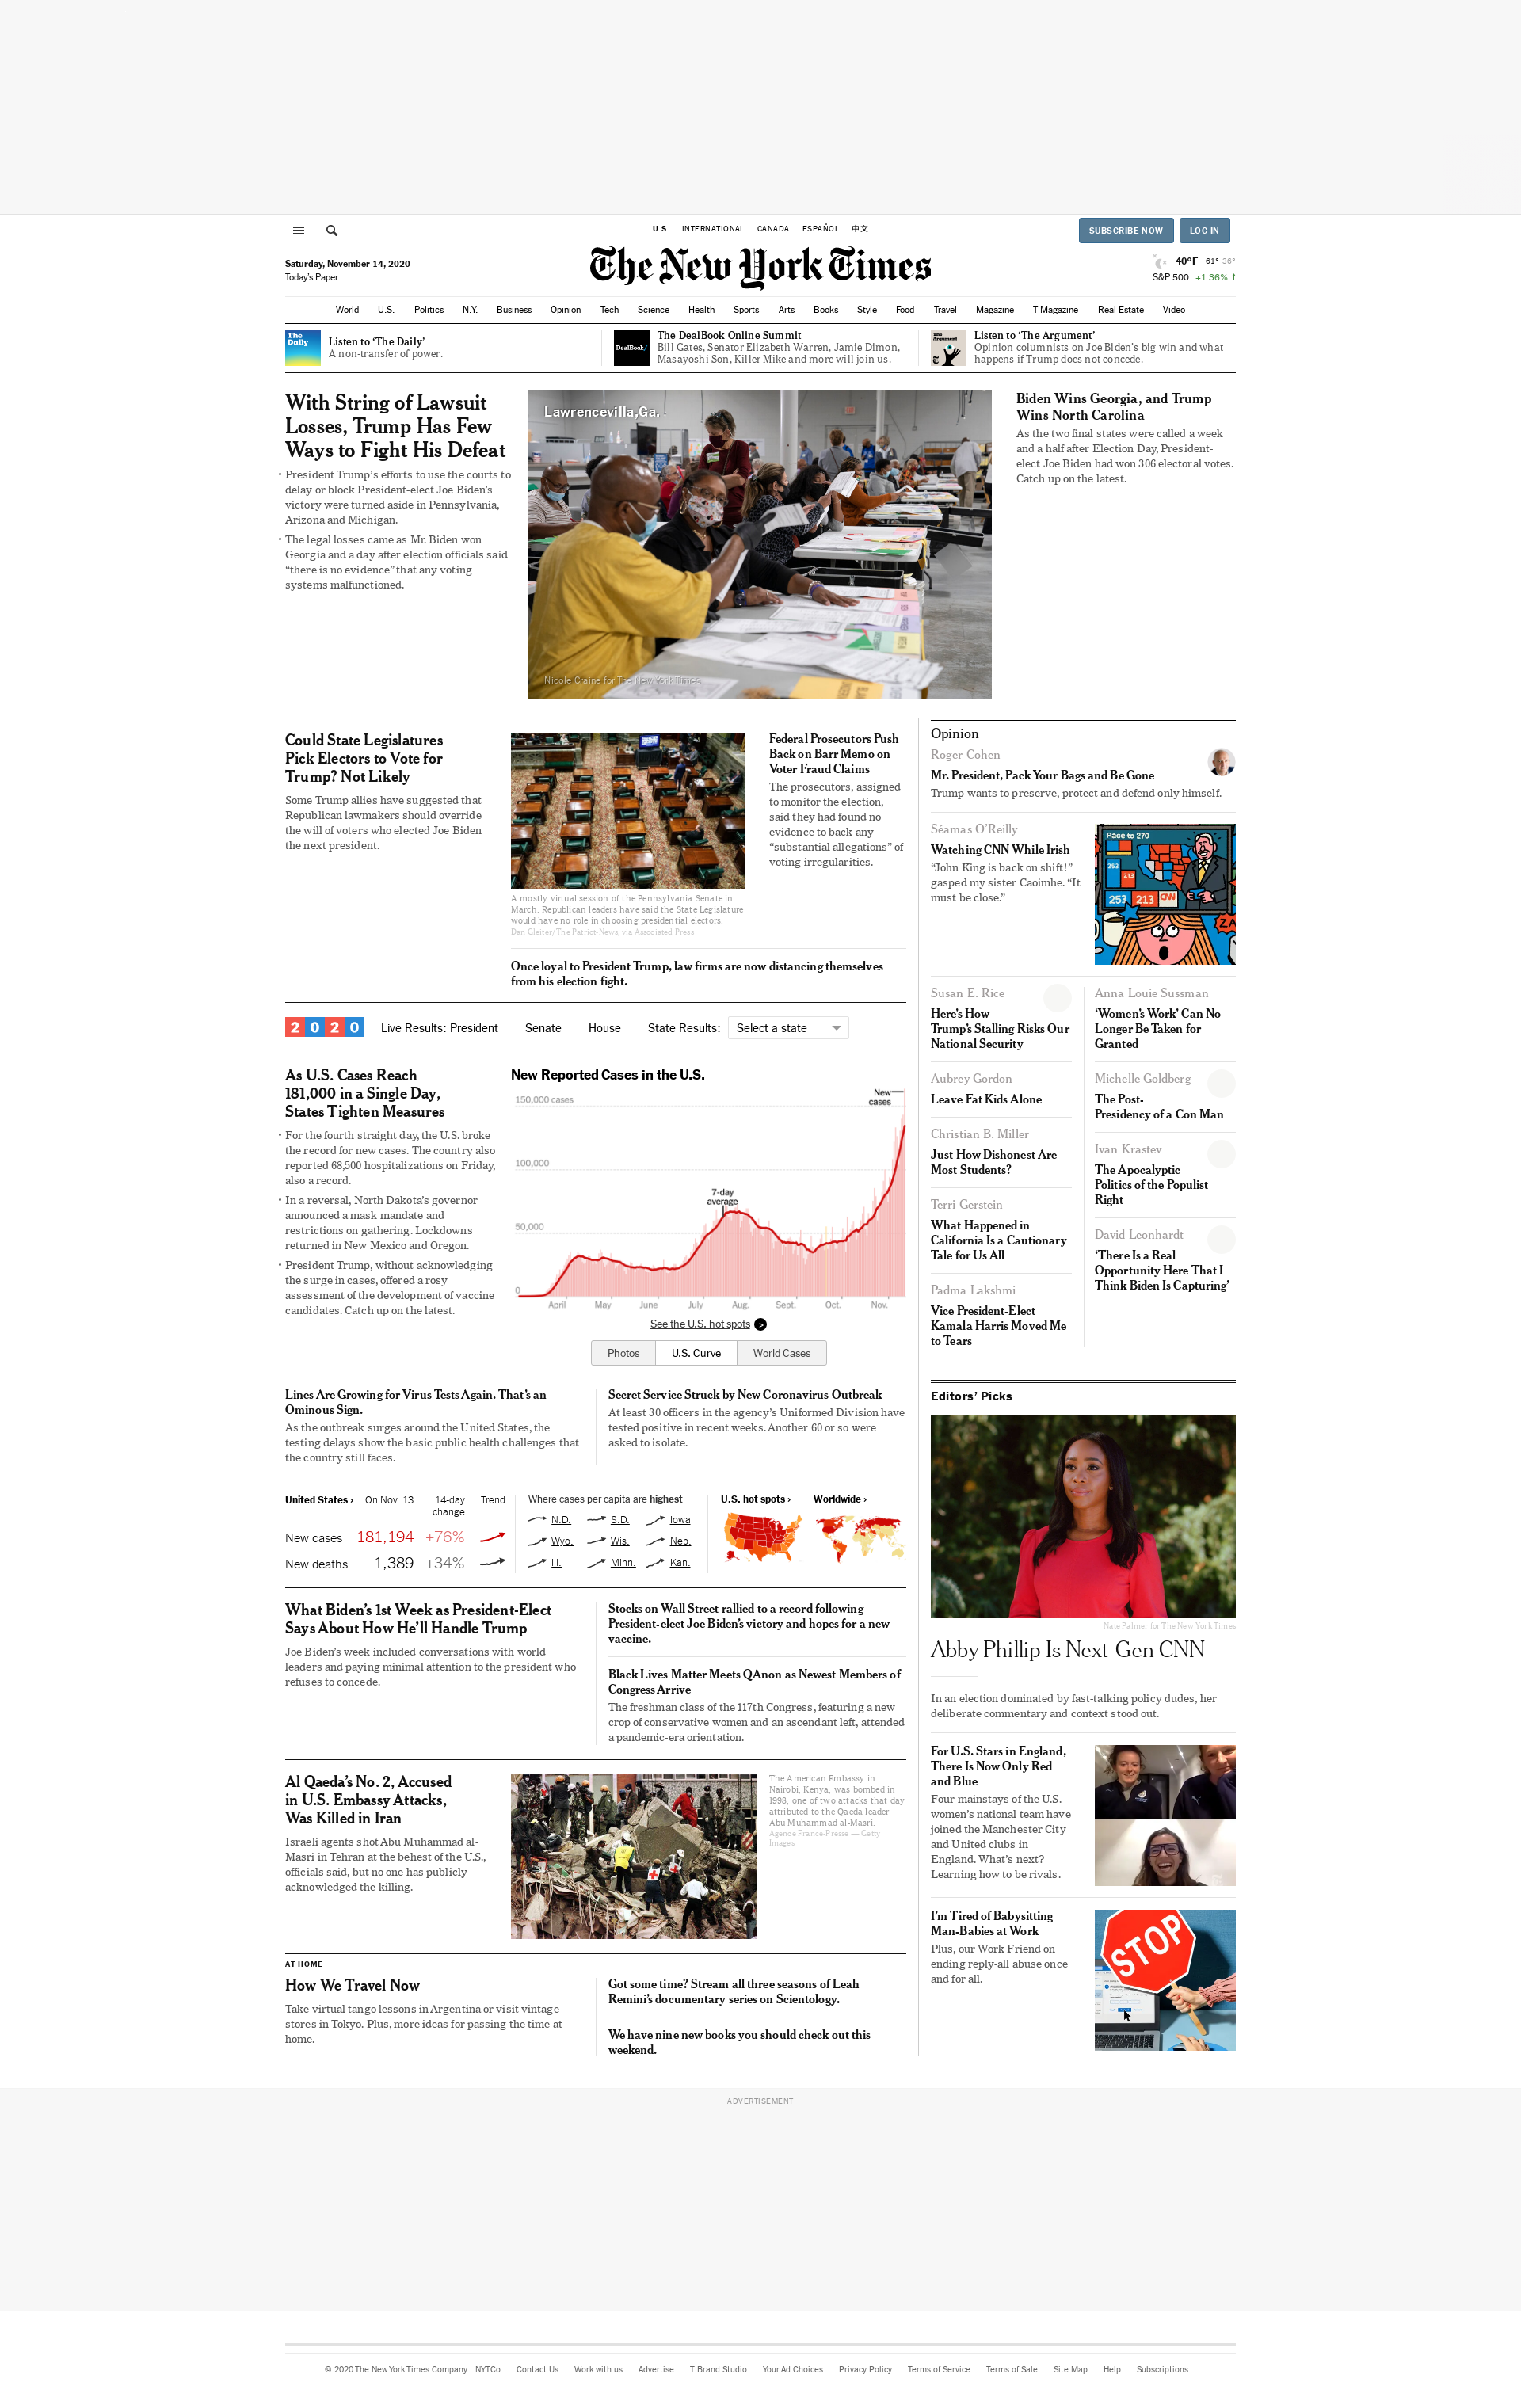 U.S. INTERNATIONAL CANADA ESPAÑOL 中文
SUBSCRIBE NOW LOG IN
Saturday, November 14, 2020
Today's Paper
The New York Times
40°F 61° 36°
S&P 500 +1.36% ↑
World U.S. Politics N.Y. Business Opinion Tech Science Health Sports Arts Books Style Food Travel Magazine T Magazine Real Estate Video
The Daily
Listen to ‘The Daily’
A non-transfer of power.
DealBook/
The DealBook Online Summit
Bill Gates, Senator Elizabeth Warren, Jamie Dimon,
Masayoshi Son, Killer Mike and more will join us.
The Argument
Listen to ‘The Argument’
Opinion columnists on Joe Biden’s big win and what
happens if Trump does not concede.
With String of Lawsuit
Losses, Trump Has Few
Ways to Fight His Defeat
• President Trump’s efforts to use the courts to
delay or block President-elect Joe Biden’s
victory were turned aside in Pennsylvania,
Arizona and Michigan.
• The legal losses came as Mr. Biden won
Georgia and a day after election officials said
“there is no evidence” that any voting
systems malfunctioned.
Lawrenceville,Ga.
Nicole Craine for The New York Times
Biden Wins Georgia, and Trump
Wins North Carolina
As the two final states were called a week
and a half after Election Day, President-
elect Joe Biden had won 306 electoral votes.
Catch up on the latest.
Could State Legislatures
Pick Electors to Vote for
Trump? Not Likely
Some Trump allies have suggested that
Republican lawmakers should override
the will of voters who elected Joe Biden
the next president.
A mostly virtual session of the Pennsylvania Senate in
March. Republican leaders have said the State Legislature
would have no role in choosing presidential electors.
Dan Gleiter/The Patriot-News, via Associated Press
Federal Prosecutors Push
Back on Barr Memo on
Voter Fraud Claims
The prosecutors, assigned
to monitor the election,
said they had found no
evidence to back any
“substantial allegations” of
voting irregularities.
Once loyal to President Trump, law firms are now distancing themselves
from his election fight.
2020 Live Results: President Senate House State Results: Select a state
As U.S. Cases Reach
181,000 in a Single Day,
States Tighten Measures
• For the fourth straight day, the U.S. broke
the record for new cases. The country also
reported 68,500 hospitalizations on Friday,
also a record.
• In a reversal, North Dakota’s governor
announced a mask mandate and
restrictions on gathering. Lockdowns
returned in New Mexico and Oregon.
• President Trump, without acknowledging
the surge in cases, offered a rosy
assessment of the development of vaccine
candidates. Catch up on the latest.
New Reported Cases in the U.S.
New
cases
150,000 cases
100,000
7-day
average
50,000
0
April May June July Aug. Sept. Oct. Nov.
See the U.S. hot spots >
Photos U.S. Curve World Cases
Lines Are Growing for Virus Tests Again. That’s an
Ominous Sign.
As the outbreak surges around the United States, the
testing delays show the basic public health challenges that
the country still faces.
Secret Service Struck by New Coronavirus Outbreak
At least 30 officers in the agency’s Uniformed Division have
tested positive in recent weeks. Another 60 or so were
asked to isolate.
United States › On Nov. 13 14-day
change Trend
New cases 181,194 +76%
New deaths 1,389 +34%
Where cases per capita are highest
N.D. S.D. Iowa
Wyo. Wis. Neb.
Ill. Minn. Kan.
U.S. hot spots › Worldwide ›
What Biden’s 1st Week as President-Elect
Says About How He’ll Handle Trump
Joe Biden’s week included conversations with world
leaders and paying minimal attention to the president who
refuses to concede.
Stocks on Wall Street rallied to a record following
President-elect Joe Biden’s victory and hopes for a new
vaccine.
Black Lives Matter Meets QAnon as Newest Members of
Congress Arrive
The freshman class of the 117th Congress, featuring a new
crop of conservative women and an ascendant left, attended
a pandemic-era orientation.
Al Qaeda’s No. 2, Accused
in U.S. Embassy Attacks,
Was Killed in Iran
Israeli agents shot Abu Muhammad al-
Masri in Tehran at the behest of the U.S.,
officials said, but no one has publicly
acknowledged the killing.
The American Embassy in
Nairobi, Kenya, was bombed in
1998, one of two attacks that day
attributed to the Qaeda leader
Abu Muhammad al-Masri.
Agence France-Presse — Getty
Images
AT HOME
How We Travel Now
Take virtual tango lessons in Argentina or visit vintage
stores in Tokyo. Plus, more ideas for passing the time at
home.
Got some time? Stream all three seasons of Leah
Remini’s documentary series on Scientology.
We have nine new books you should check out this
weekend.
Opinion
Roger Cohen
Mr. President, Pack Your Bags and Be Gone
Trump wants to preserve, protect and defend only himself.
Séamas O’Reilly
Watching CNN While Irish
“John King is back on shift!”
gasped my sister Caoimhe. “It
must be close.”
Race to 270
253
213
253 213 CNN
ZA
Susan E. Rice
Here’s How
Trump’s Stalling Risks Our
National Security
Aubrey Gordon
Leave Fat Kids Alone
Christian B. Miller
Just How Dishonest Are
Most Students?
Terri Gerstein
What Happened in
California Is a Cautionary
Tale for Us All
Padma Lakshmi
Vice President-Elect
Kamala Harris Moved Me
to Tears
Anna Louie Sussman
‘Women’s Work’ Can No
Longer Be Taken for
Granted
Michelle Goldberg
The Post-
Presidency of a Con Man
Ivan Krastev
The Apocalyptic
Politics of the Populist
Right
David Leonhardt
‘There Is a Real
Opportunity Here That I
Think Biden Is Capturing’
Editors’ Picks
Nate Palmer for The New York Times
Abby Phillip Is Next-Gen CNN
In an election dominated by fast-talking policy dudes, her
deliberate commentary and context stood out.
For U.S. Stars in England,
There Is Now Only Red
and Blue
Four mainstays of the U.S.
women’s national team have
joined the Manchester City
and United clubs in
England. What’s next?
Learning how to be rivals.
I’m Tired of Babysitting
Man-Babies at Work
Plus, our Work Friend on
ending reply-all abuse once
and for all.
STOP
ADVERTISEMENT
© 2020 The New York Times Company NYTCo Contact Us Work with us Advertise T Brand Studio Your Ad Choices Privacy Policy Terms of Service Terms of Sale Site Map Help Subscriptions